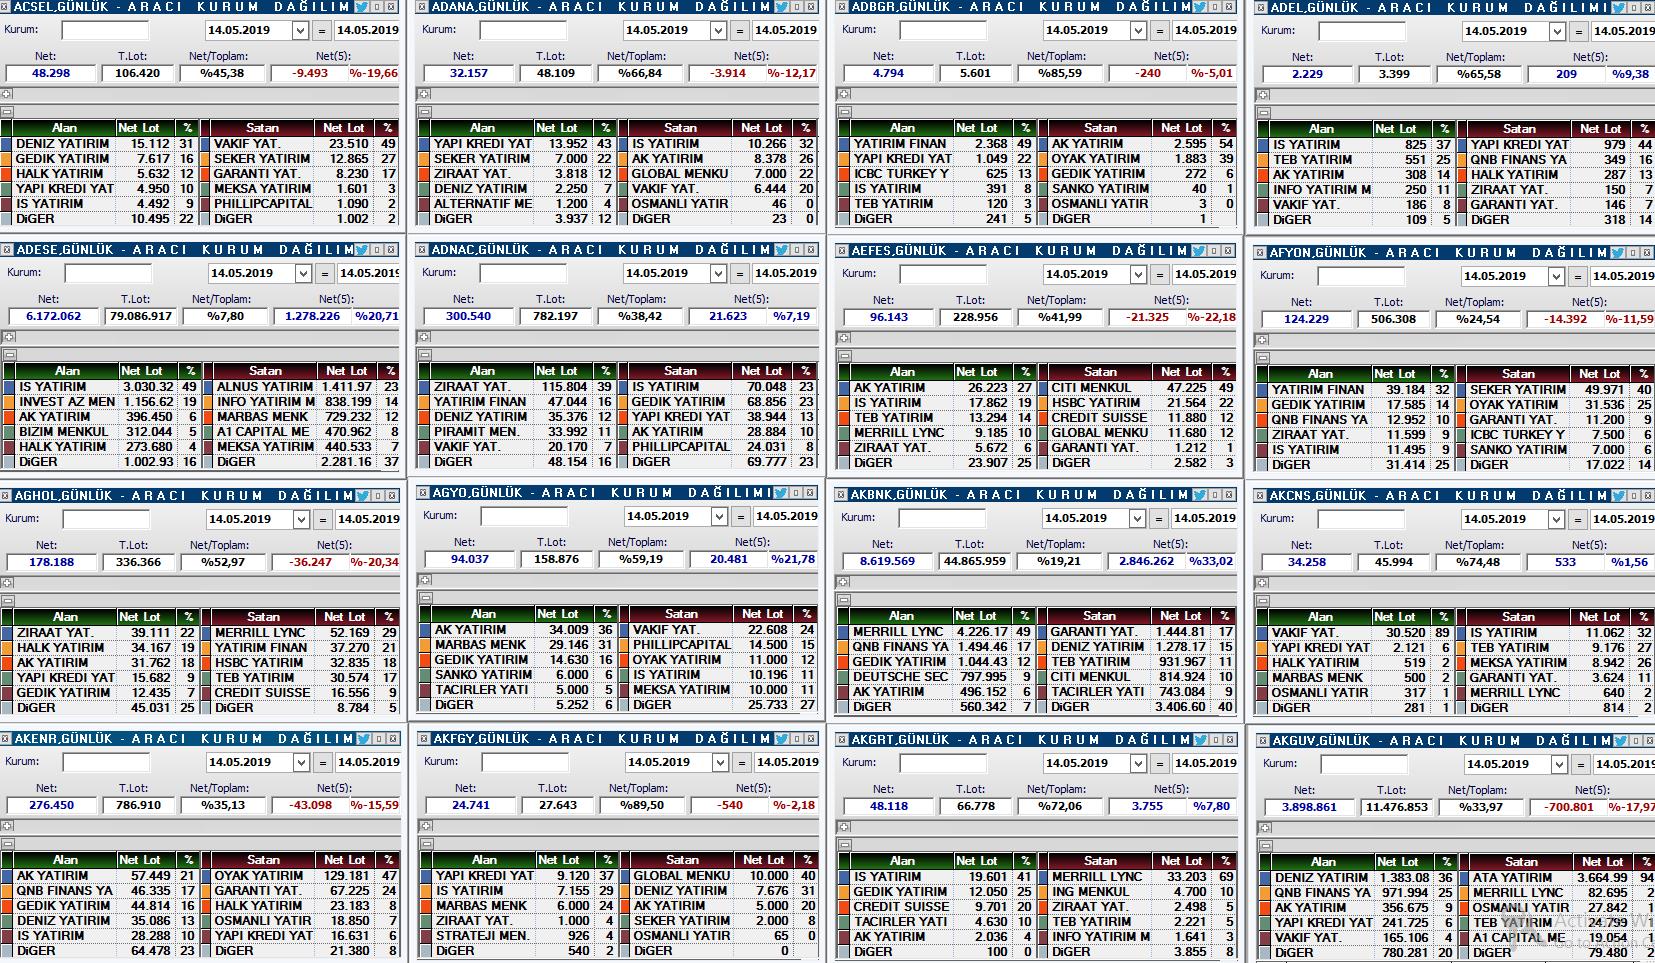 ACSEL,GÜNLÜK - ARACI KURUM DAĞILIM
Kurum: 14.05.2019 = 14.05.2019
Net: T.Lot: Net/Toplam: Net(5):
48.298 106.420 %45,38 -9.493 %-19,66
Alan Net Lot % Satan Net Lot %
DENIZ YATIRIM 15.112 31 VAKIF YAT. 23.510 49
GEDIK YATIRIM 7.617 16 SEKER YATIRIM 12.865 27
HALK YATIRIM 5.632 12 GARANTI YAT. 8.230 17
YAPI KREDI YAT 4.950 10 MEKSA YATIRIM 1.601 3
IS YATIRIM 4.492 9 PHILLIPCAPITAL 1.090 2
DiGER 10.495 22 DiGER 1.002 2
ADANA,GÜNLÜK - ARACI KURUM DAĞILIM
Kurum: 14.05.2019 = 14.05.2019
Net: T.Lot: Net/Toplam: Net(5):
32.157 48.109 %66,84 -3.914 %-12,17
Alan Net Lot % Satan Net Lot %
YAPI KREDI YAT 13.952 43 IS YATIRIM 10.266 32
SEKER YATIRIM 7.000 22 AK YATIRIM 8.378 26
ZIRAAT YAT. 3.818 12 GLOBAL MENKU 7.000 22
DENIZ YATIRIM 2.250 7 VAKIF YAT. 6.444 20
ALTERNATIF ME 1.200 4 OSMANLI YATIR 46 0
DiGER 3.937 12 DiGER 23 0
ADBGR,GÜNLÜK - ARACI KURUM DAĞILIM
Kurum: 14.05.2019 = 14.05.2019
Net: T.Lot: Net/Toplam: Net(5):
4.794 5.601 %85,59 -240 %-5,01
Alan Net Lot % Satan Net Lot %
YATIRIM FINAN 2.368 49 AK YATIRIM 2.595 54
YAPI KREDI YAT 1.049 22 OYAK YATIRIM 1.883 39
ICBC TURKEY Y 625 13 GEDIK YATIRIM 272 6
IS YATIRIM 391 8 SANKO YATIRIM 40 1
TEB YATIRIM 120 3 OSMANLI YATIR 3 0
DiGER 241 5 DiGER 1
ADEL,GÜNLÜK - ARACI KURUM DAĞILIMI
Kurum: 14.05.2019 = 14.05.2019
Net: T.Lot: Net/Toplam: Net(5):
2.229 3.399 %65,58 209 %9,38
Alan Net Lot % Satan Net Lot %
IS YATIRIM 825 37 YAPI KREDI YAT 979 44
TEB YATIRIM 551 25 QNB FINANS YA 349 16
AK YATIRIM 308 14 HALK YATIRIM 287 13
INFO YATIRIM M 250 11 ZIRAAT YAT. 150 7
VAKIF YAT. 186 8 GARANTI YAT. 146 7
DiGER 109 5 DiGER 318 14
ADESE,GÜNLÜK - ARACI KURUM DAĞILIM
Kurum: 14.05.2019 = 14.05.2019
Net: T.Lot: Net/Toplam: Net(5):
6.172.062 79.086.917 %7,80 1.278.226 %20,71
Alan Net Lot % Satan Net Lot %
IS YATIRIM 3.030.32 49 ALNUS YATIRIM 1.411.97 23
INVEST AZ MEN 1.156.62 19 INFO YATIRIM M 838.199 14
AK YATIRIM 396.450 6 MARBAS MENK 729.232 12
BIZIM MENKUL 312.044 5 A1 CAPITAL ME 470.962 8
HALK YATIRIM 273.680 4 MEKSA YATIRIM 440.533 7
DiGER 1.002.93 16 DiGER 2.281.16 37
ADNAC,GÜNLÜK - ARACI KURUM DAĞILIM
Kurum: 14.05.2019 = 14.05.2019
Net: T.Lot: Net/Toplam: Net(5):
300.540 782.197 %38,42 21.623 %7,19
Alan Net Lot % Satan Net Lot %
ZIRAAT YAT. 115.804 39 IS YATIRIM 70.048 23
YATIRIM FINAN 47.044 16 GEDIK YATIRIM 68.856 23
DENIZ YATIRIM 35.376 12 YAPI KREDI YAT 38.944 13
PIRAMIT MEN. 33.992 11 AK YATIRIM 28.884 10
VAKIF YAT. 20.170 7 PHILLIPCAPITAL 24.031 8
DiGER 48.154 16 DiGER 69.777 23
AEFES,GÜNLÜK - ARACI KURUM DAĞILIM
Kurum: 14.05.2019 = 14.05.2019
Net: T.Lot: Net/Toplam: Net(5):
96.143 228.956 %41,99 -21.325 %-22,18
Alan Net Lot % Satan Net Lot %
AK YATIRIM 26.223 27 CITI MENKUL 47.225 49
IS YATIRIM 17.862 19 HSBC YATIRIM 21.564 22
TEB YATIRIM 13.294 14 CREDIT SUISSE 11.880 12
MERRILL LYNC 9.185 10 GLOBAL MENKU 11.680 12
ZIRAAT YAT. 5.672 6 GARANTI YAT. 1.212 1
DiGER 23.907 25 DiGER 2.582 3
AFYON,GÜNLÜK - ARACI KURUM DAĞILIM
Kurum: 14.05.2019 = 14.05.2019
Net: T.Lot: Net/Toplam: Net(5):
124.229 506.308 %24,54 -14.392 %-11,59
Alan Net Lot % Satan Net Lot %
YATIRIM FINAN 39.184 32 SEKER YATIRIM 49.971 40
GEDIK YATIRIM 17.585 14 OYAK YATIRIM 31.536 25
QNB FINANS YA 12.952 10 GARANTI YAT. 11.200 9
ZIRAAT YAT. 11.599 9 ICBC TURKEY Y 7.500 6
IS YATIRIM 11.495 9 SANKO YATIRIM 7.000 6
DiGER 31.414 25 DiGER 17.022 14
AGHOL,GÜNLÜK - ARACI KURUM DAĞILIM
Kurum: 14.05.2019 = 14.05.2019
Net: T.Lot: Net/Toplam: Net(5):
178.188 336.366 %52,97 -36.247 %-20,34
Alan Net Lot % Satan Net Lot %
ZIRAAT YAT. 39.111 22 MERRILL LYNC 52.169 29
HALK YATIRIM 34.167 19 YATIRIM FINAN 37.270 21
AK YATIRIM 31.762 18 HSBC YATIRIM 32.835 18
YAPI KREDI YAT 15.682 9 TEB YATIRIM 30.574 17
GEDIK YATIRIM 12.435 7 CREDIT SUISSE 16.556 9
DiGER 45.031 25 DiGER 8.784 5
AGYO,GÜNLÜK - ARACI KURUM DAĞILIMI
Kurum: 14.05.2019 = 14.05.2019
Net: T.Lot: Net/Toplam: Net(5):
94.037 158.876 %59,19 20.481 %21,78
Alan Net Lot % Satan Net Lot %
AK YATIRIM 34.009 36 VAKIF YAT. 22.608 24
MARBAS MENK 29.146 31 PHILLIPCAPITAL 14.500 15
GEDIK YATIRIM 14.630 16 OYAK YATIRIM 11.000 12
SANKO YATIRIM 6.000 6 IS YATIRIM 10.196 11
TACIRLER YATI 5.000 5 MEKSA YATIRIM 10.000 11
DiGER 5.252 6 DiGER 25.733 27
AKBNK,GÜNLÜK - ARACI KURUM DAĞILIM
Kurum: 14.05.2019 = 14.05.2019
Net: T.Lot: Net/Toplam: Net(5):
8.619.569 44.865.959 %19,21 2.846.262 %33,02
Alan Net Lot % Satan Net Lot %
MERRILL LYNC 4.226.17 49 GARANTI YAT. 1.444.81 17
QNB FINANS YA 1.494.46 17 DENIZ YATIRIM 1.278.17 15
GEDIK YATIRIM 1.044.43 12 TEB YATIRIM 931.967 11
DEUTSCHE SEC 797.995 9 CITI MENKUL 814.924 10
AK YATIRIM 496.152 6 TACIRLER YATI 743.084 9
DiGER 560.342 7 DiGER 3.406.60 40
AKCNS,GÜNLÜK - ARACI KURUM DAĞILIM
Kurum: 14.05.2019 = 14.05.2019
Net: T.Lot: Net/Toplam: Net(5):
34.258 45.994 %74,48 533 %1,56
Alan Net Lot % Satan Net Lot %
VAKIF YAT. 30.520 89 IS YATIRIM 11.062 32
YAPI KREDI YAT 2.121 6 TEB YATIRIM 9.176 27
HALK YATIRIM 519 2 MEKSA YATIRIM 8.942 26
MARBAS MENK 500 2 GARANTI YAT. 3.624 11
OSMANLI YATIR 317 1 MERRILL LYNC 640 2
DiGER 281 1 DiGER 814 2
AKENR,GÜNLÜK - ARACI KURUM DAĞILIM
Kurum: 14.05.2019 = 14.05.2019
Net: T.Lot: Net/Toplam: Net(5):
276.450 786.910 %35,13 -43.098 %-15,59
Alan Net Lot % Satan Net Lot %
AK YATIRIM 57.449 21 OYAK YATIRIM 129.181 47
QNB FINANS YA 46.335 17 GARANTI YAT. 67.225 24
GEDIK YATIRIM 44.814 16 HALK YATIRIM 23.183 8
DENIZ YATIRIM 35.086 13 OSMANLI YATIR 18.850 7
IS YATIRIM 28.288 10 YAPI KREDI YAT 16.631 6
DiGER 64.478 23 DiGER 21.380 8
AKFGY,GÜNLÜK - ARACI KURUM DAĞILIM
Kurum: 14.05.2019 = 14.05.2019
Net: T.Lot: Net/Toplam: Net(5):
24.741 27.643 %89,50 -540 %-2,18
Alan Net Lot % Satan Net Lot %
YAPI KREDI YAT 9.120 37 GLOBAL MENKU 10.000 40
IS YATIRIM 7.155 29 DENIZ YATIRIM 7.676 31
MARBAS MENK 6.000 24 AK YATIRIM 5.000 20
ZIRAAT YAT. 1.000 4 SEKER YATIRIM 2.000 8
STRATEJI MEN. 926 4 OSMANLI YATIR 65 0
DiGER 540 2 DiGER 0
AKGRT,GÜNLÜK - ARACI KURUM DAĞILIM
Kurum: 14.05.2019 = 14.05.2019
Net: T.Lot: Net/Toplam: Net(5):
48.118 66.778 %72,06 3.755 %7,80
Alan Net Lot % Satan Net Lot %
IS YATIRIM 19.601 41 MERRILL LYNC 33.203 69
GEDIK YATIRIM 12.050 25 ING MENKUL 4.700 10
CREDIT SUISSE 9.701 20 ZIRAAT YAT. 2.498 5
TACIRLER YATI 4.630 10 TEB YATIRIM 2.221 5
AK YATIRIM 2.036 4 INFO YATIRIM M 1.641 3
DiGER 100 0 DiGER 3.855 8
AKGUV,GÜNLÜK - ARACI KURUM DAĞILIM
Kurum: 14.05.2019 = 14.05.2019
Net: T.Lot: Net/Toplam: Net(5):
3.898.861 11.476.853 %33,97 -700.801 %-17,97
Alan Net Lot % Satan Net Lot %
DENIZ YATIRIM 1.383.08 36 ATA YATIRIM 3.664.99 94
QNB FINANS YA 971.994 25 MERRILL LYNC 82.695 2
AK YATIRIM 356.675 9 OSMANLI YATIR 27.842 1
YAPI KREDI YAT 241.725 6 TEB YATIRIM 24.799
VAKIF YAT. 165.106 4 A1 CAPITAL ME 19.054
DiGER 780.281 20 DiGER 79.480 2